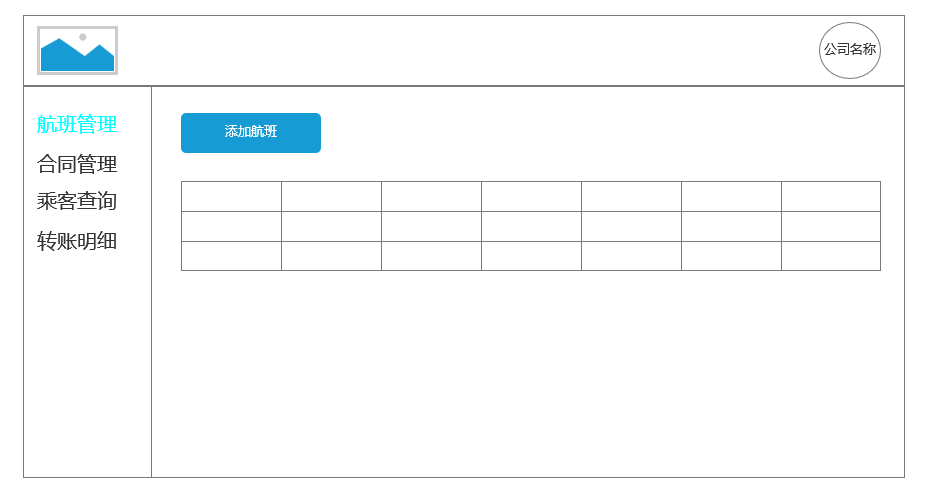 公司名称
航班管理
合同管理
乘客查询
转账明细
添加航班